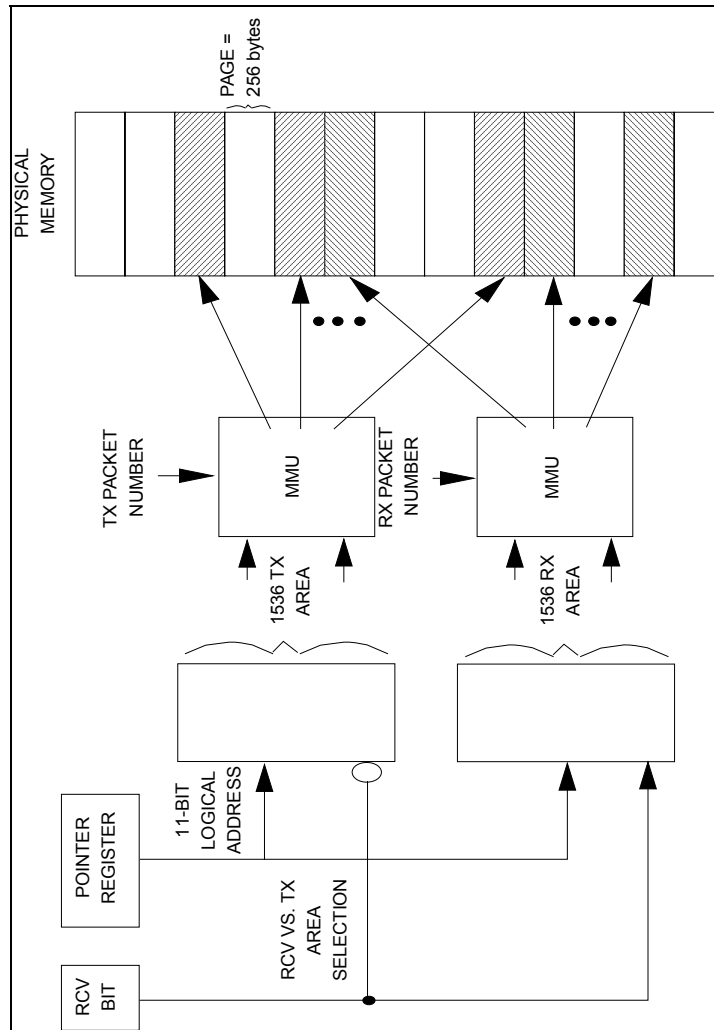 PHYSICAL
MEMORY
PAGE =
256 bytes
TX PACKET
NUMBER
MMU
RX PACKET
NUMBER
MMU
1536 TX
AREA
1536 RX
AREA
11-BIT
LOGICAL
ADDRESS
POINTER
REGISTER
RCV VS. TX
AREA
SELECTION
RCV
BIT